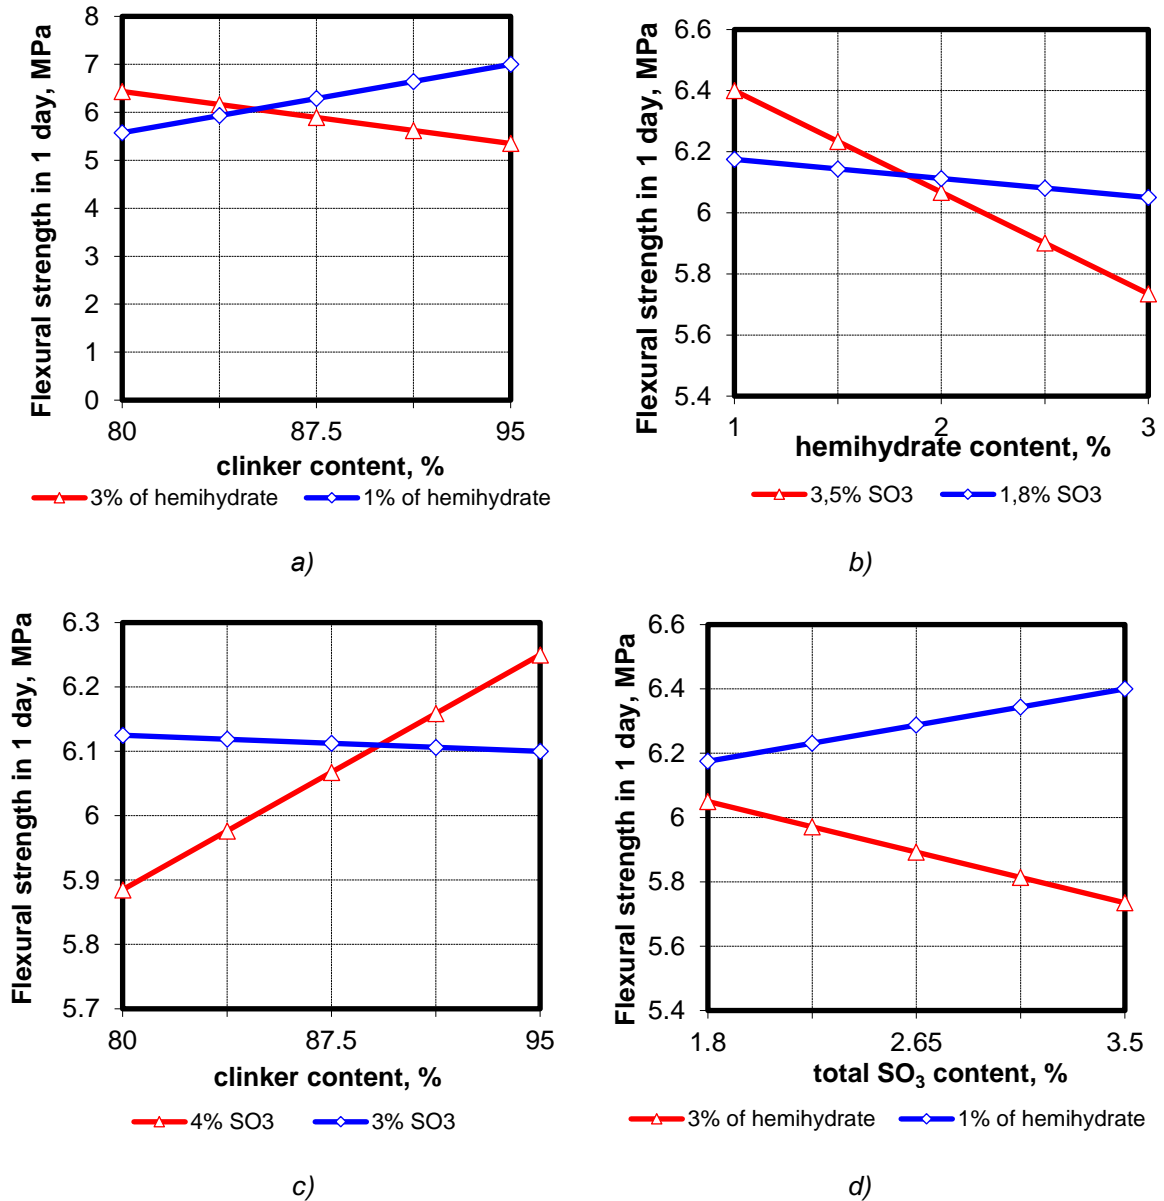 Flexural strength in 1 day, MPa
8
7
6
5
4
3
2
1
0
80
87.5
95
clinker content, %
3% of hemihydrate
1% of hemihydrate
a)
Flexural strength in 1 day, MPa
6.6
6.4
6.2
6
5.8
5.6
5.4
1
2
3
hemihydrate content, %
3,5% SO3
1,8% SO3
b)
Flexural strength in 1 day, MPa
6.3
6.2
6.1
6
5.9
5.8
5.7
80
87.5
95
clinker content, %
4% SO3
3% SO3
c)
Flexural strength in 1 day, MPa
6.6
6.4
6.2
6
5.8
5.6
5.4
1.8
2.65
3.5
total SO₃ content, %
3% of hemihydrate
1% of hemihydrate
d)